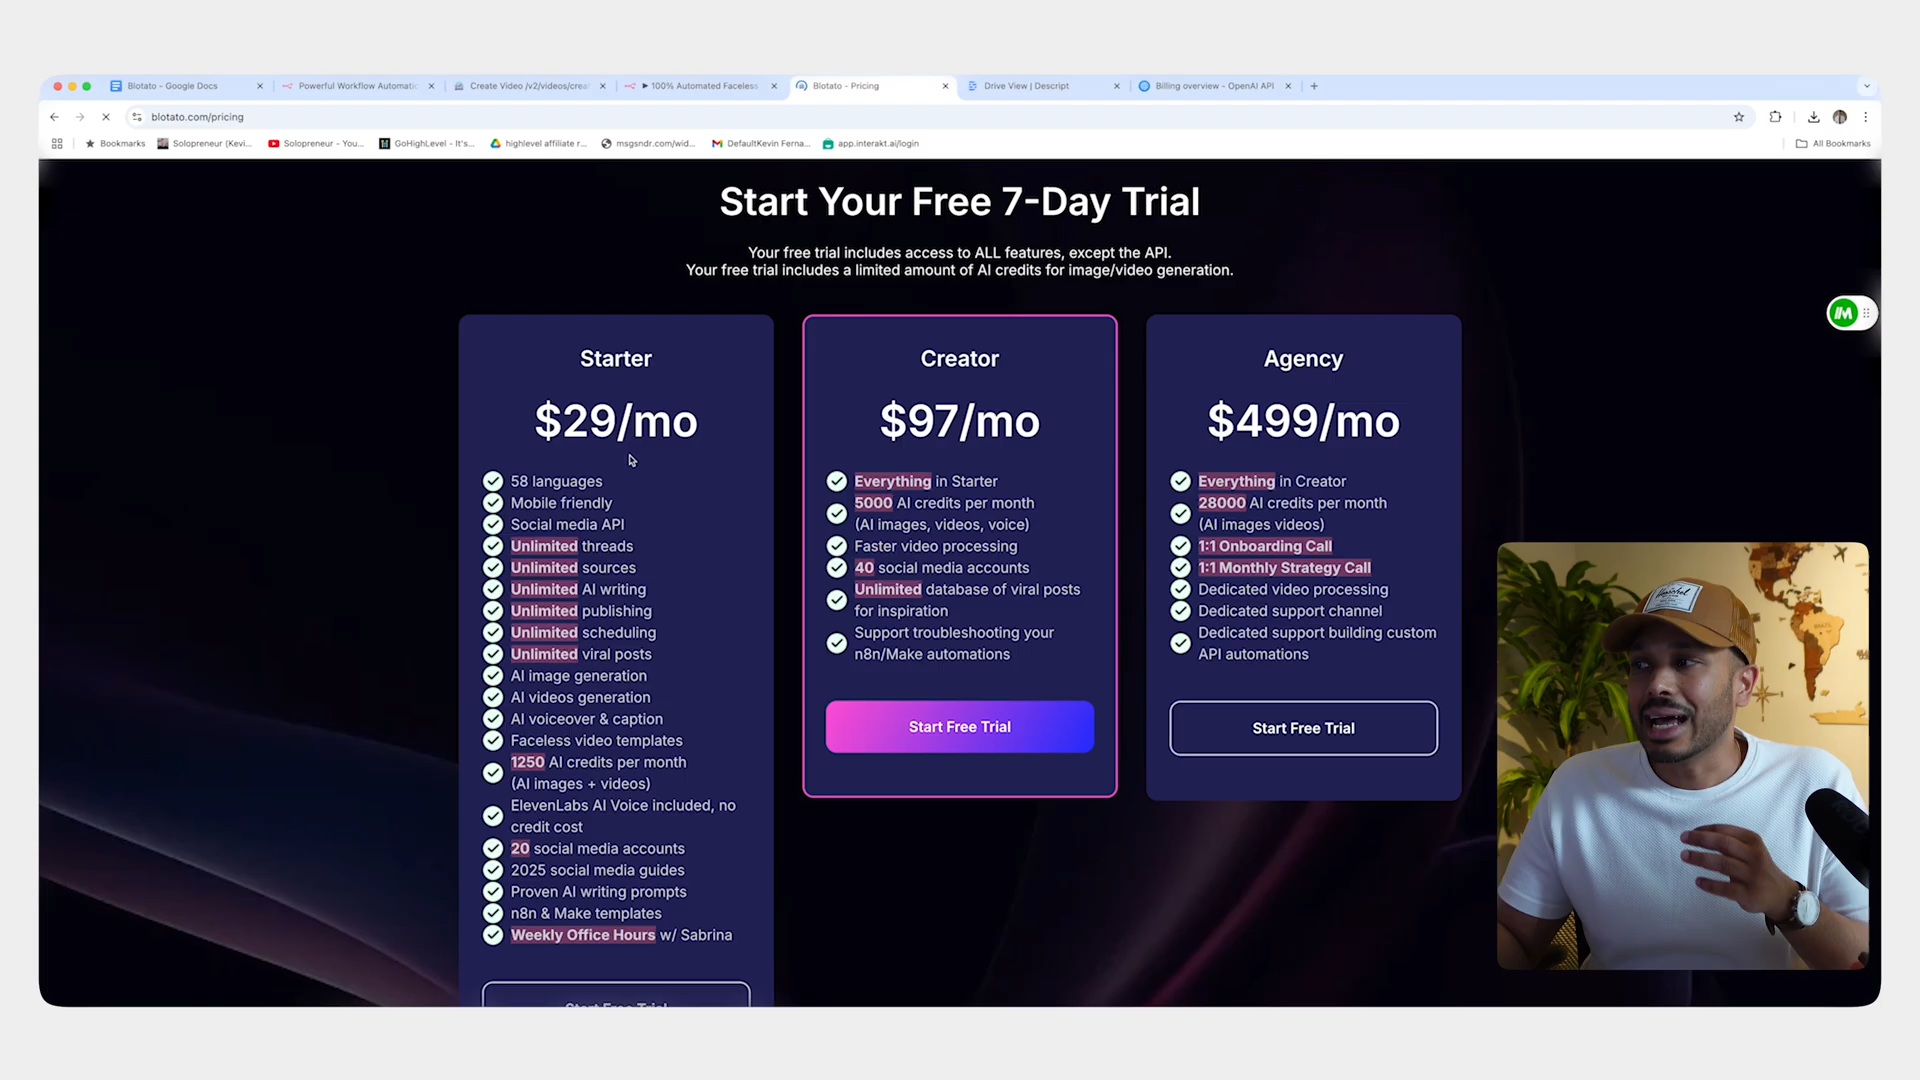 Blotato - Google Docs
Powerful Workflow Automatic
Create Video /v2/videos/crea
100% Automated Faceless
Blotato - Pricing
Drive View | Descript
Billing overview - OpenAI API
blotato.com/pricing
Bookmarks
Solopreneur (Kevi...
Solopreneur - You...
GoHighLevel - It's...
highlevel affiliate r...
msgsndr.com/wid...
DefaultKevin Ferna...
app.interakt.ai/login
All Bookmarks
Start Your Free 7-Day Trial
Your free trial includes access to ALL features, except the API.
Your free trial includes a limited amount of AI credits for image/video generation.
Starter
$29/mo
58 languages
Mobile friendly
Social media API
Unlimited threads
Unlimited sources
Unlimited AI writing
Unlimited publishing
Unlimited scheduling
Unlimited viral posts
AI image generation
AI videos generation
AI voiceover & caption
Faceless video templates
1250 AI credits per month
(AI images + videos)
ElevenLabs AI Voice included, no
credit cost
20 social media accounts
2025 social media guides
Proven AI writing prompts
n8n & Make templates
Weekly Office Hours w/ Sabrina
Start Free Trial
Creator
$97/mo
Everything in Starter
5000 AI credits per month
(AI images, videos, voice)
Faster video processing
40 social media accounts
Unlimited database of viral posts
for inspiration
Support troubleshooting your
n8n/Make automations
Start Free Trial
Agency
$499/mo
Everything in Creator
28000 AI credits per month
(AI images videos)
1:1 Onboarding Call
1:1 Monthly Strategy Call
Dedicated video processing
Dedicated support channel
Dedicated support building custom
API automations
Start Free Trial
Herschel
BRAZIL